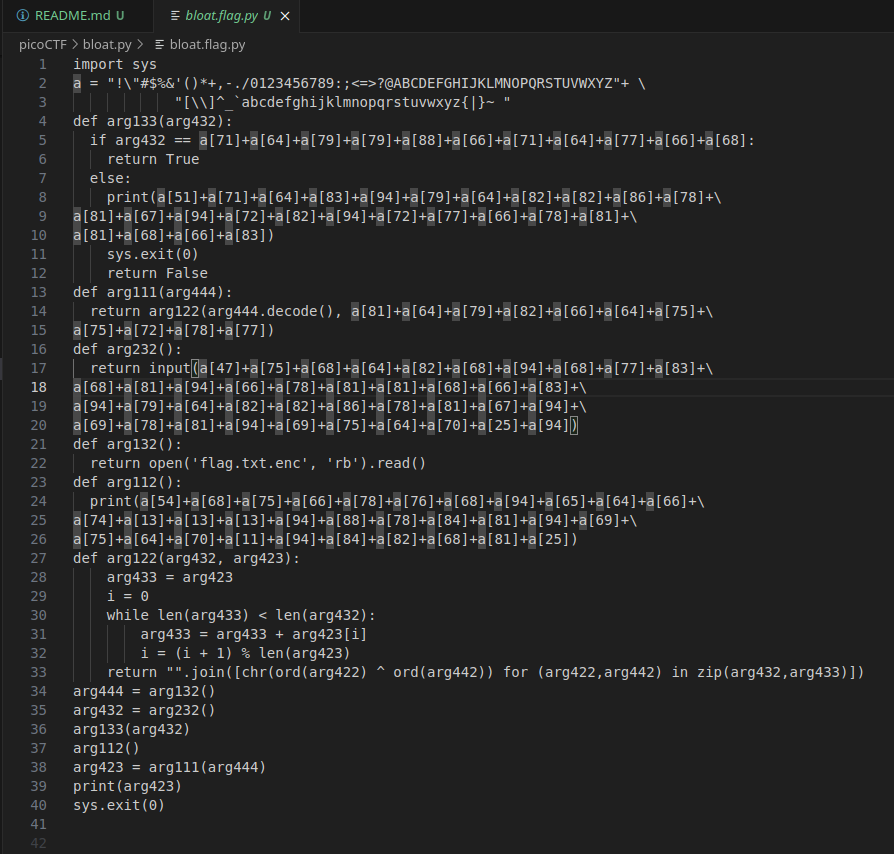 README.md U bloat.flag.py U
picoCTF > bloat.py > bloat.flag.py
1 import sys
2 a = "!\"#$%&'()*+,-./0123456789:;<=>?@ABCDEFGHIJKLMNOPQRSTUVWXYZ"+ \
3 "[\\]^_`abcdefghijklmnopqrstuvwxyz{|}~ "
4 def arg133(arg432):
5 if arg432 == a[71]+a[64]+a[79]+a[79]+a[88]+a[66]+a[71]+a[64]+a[77]+a[66]+a[68]:
6 return True
7 else:
8 print(a[51]+a[71]+a[64]+a[83]+a[94]+a[79]+a[64]+a[82]+a[82]+a[86]+a[78]+\
9 a[81]+a[67]+a[94]+a[72]+a[82]+a[94]+a[72]+a[77]+a[66]+a[78]+a[81]+\
10 a[81]+a[68]+a[66]+a[83])
11 sys.exit(0)
12 return False
13 def arg111(arg444):
14 return arg122(arg444.decode(), a[81]+a[64]+a[79]+a[82]+a[66]+a[64]+a[75]+\
15 a[75]+a[72]+a[78]+a[77])
16 def arg232():
17 return input(a[47]+a[75]+a[68]+a[64]+a[82]+a[68]+a[94]+a[68]+a[77]+a[83]+\
18 a[68]+a[81]+a[94]+a[66]+a[78]+a[81]+a[81]+a[68]+a[66]+a[83]+\
19 a[94]+a[79]+a[64]+a[82]+a[82]+a[86]+a[78]+a[81]+a[67]+a[94]+\
20 a[69]+a[78]+a[81]+a[94]+a[69]+a[75]+a[64]+a[70]+a[25]+a[94])
21 def arg132():
22 return open('flag.txt.enc', 'rb').read()
23 def arg112():
24 print(a[54]+a[68]+a[75]+a[66]+a[78]+a[76]+a[68]+a[94]+a[65]+a[64]+a[66]+\
25 a[74]+a[13]+a[13]+a[13]+a[94]+a[88]+a[78]+a[84]+a[81]+a[94]+a[69]+\
26 a[75]+a[64]+a[70]+a[11]+a[94]+a[84]+a[82]+a[68]+a[81]+a[25])
27 def arg122(arg432, arg423):
28 arg433 = arg423
29 i = 0
30 while len(arg433) < len(arg432):
31 arg433 = arg433 + arg423[i]
32 i = (i + 1) % len(arg423)
33 return "".join([chr(ord(arg422) ^ ord(arg442)) for (arg422,arg442) in zip(arg432,arg433)])
34 arg444 = arg132()
35 arg432 = arg232()
36 arg133(arg432)
37 arg112()
38 arg423 = arg111(arg444)
39 print(arg423)
40 sys.exit(0)
41
42